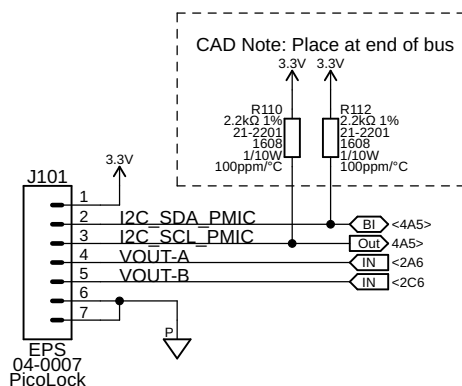 CAD Note: Place at end of bus
3.3V 3.3V
R110
2.2kΩ 1%
21-2201
1608
1/10W
100ppm/°C
R112
2.2kΩ 1%
21-2201
1608
1/10W
100ppm/°C
3.3V
J101
1
2 I2C_SDA_PMIC BI <4A5>
3 I2C_SCL_PMIC Out 4A5>
4 VOUT-A IN <2A6
5 VOUT-B IN <2C6
6
7
P
EPS
04-0007
PicoLock